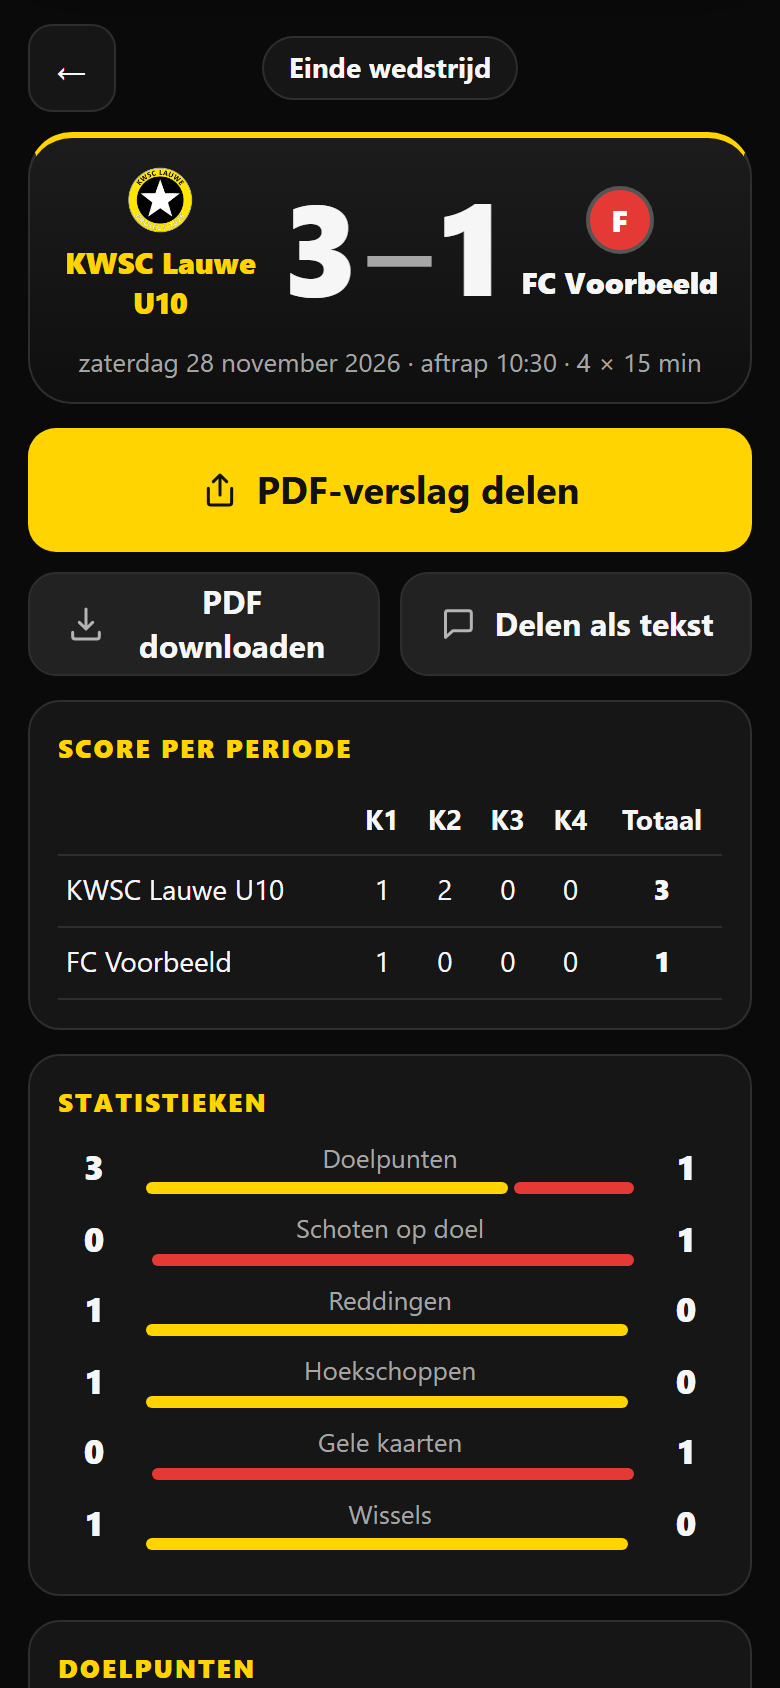 ←
Einde wedstrijd
KWSC LAUWE
KWSC Lauwe
U10
3–1
F
FC Voorbeeld
zaterdag 28 november 2026 · aftrap 10:30 · 4 × 15 min
PDF-verslag delen
PDF
downloaden
Delen als tekst
SCORE PER PERIODE
K1 K2 K3 K4 Totaal
KWSC Lauwe U10 1 2 0 0 3
FC Voorbeeld 1 0 0 0 1
STATISTIEKEN
3 Doelpunten 1
0 Schoten op doel 1
1 Reddingen 0
1 Hoekschoppen 0
0 Gele kaarten 1
1 Wissels 0
DOELPUNTEN